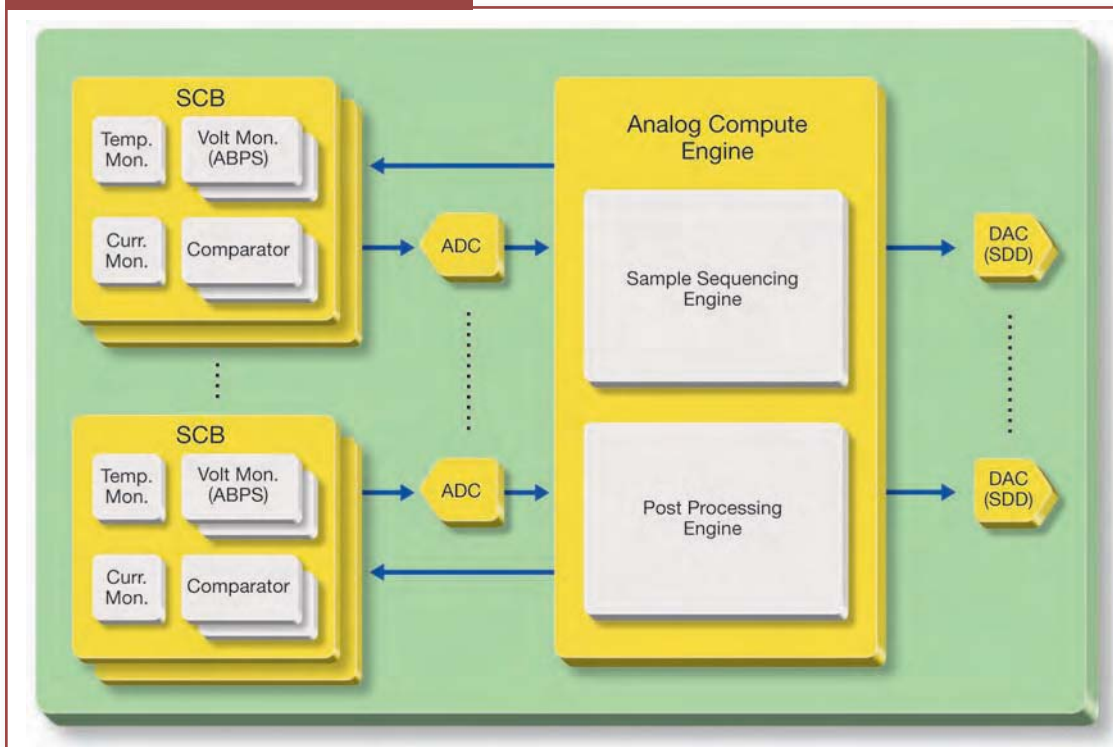 SCB
Temp.
Mon.
Volt Mon.
(ABPS)
Curr.
Mon.
Comparator
ADC
Analog Compute
Engine
Sample Sequencing
Engine
DAC
(SDD)
SCB
Temp.
Mon.
Volt Mon.
(ABPS)
Curr.
Mon.
Comparator
ADC
Post Processing
Engine
DAC
(SDD)